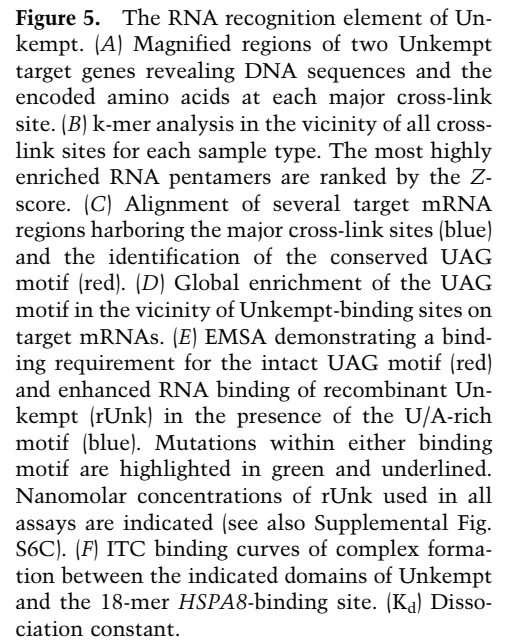 Figure 5. The RNA recognition element of Un-
kempt. (A) Magnified regions of two Unkempt
target genes revealing DNA sequences and the
encoded amino acids at each major cross-link
site. (B) k-mer analysis in the vicinity of all cross-
link sites for each sample type. The most highly
enriched RNA pentamers are ranked by the Z-
score. (C) Alignment of several target mRNA
regions harboring the major cross-link sites (blue)
and the identification of the conserved UAG
motif (red). (D) Global enrichment of the UAG
motif in the vicinity of Unkempt-binding sites on
target mRNAs. (E) EMSA demonstrating a bind-
ing requirement for the intact UAG motif (red)
and enhanced RNA binding of recombinant Un-
kempt (rUnk) in the presence of the U/A-rich
motif (blue). Mutations within either binding
motif are highlighted in green and underlined.
Nanomolar concentrations of rUnk used in all
assays are indicated (see also Supplemental Fig.
S6C). (F) ITC binding curves of complex forma-
tion between the indicated domains of Unkempt
and the 18-mer HSPA8-binding site. (Kd) Disso-
ciation constant.